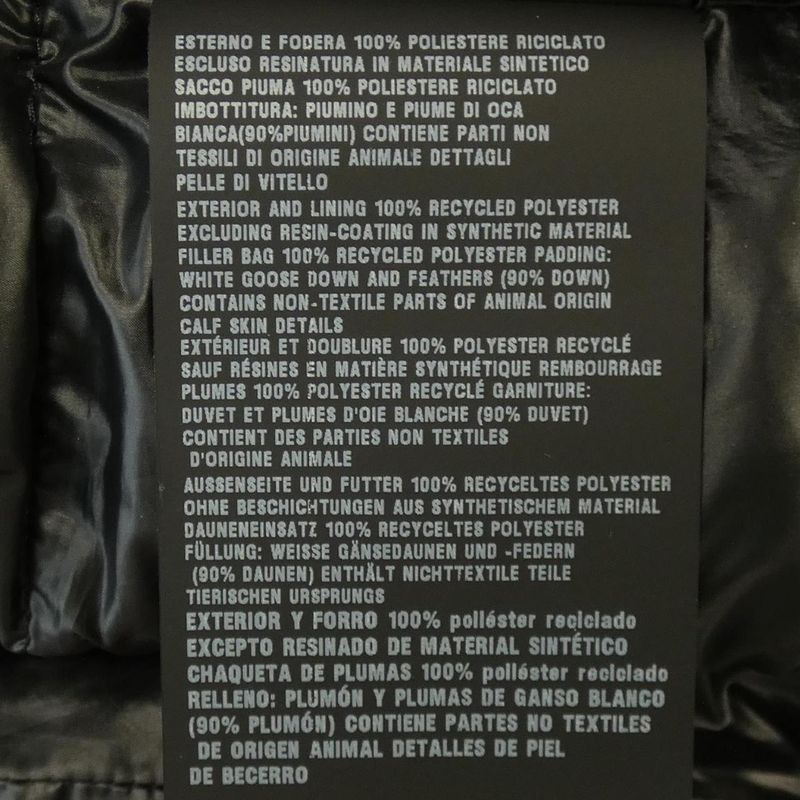 ESTERNO E FODERA 100% POLIESTERE RICICLATO
ESCLUSO RESINATURA IN MATERIALE SINTETICO
SACCO PIUMA 100% POLIESTERE RICICLATO
IMBOTTITURA: PIUMINO E PIUME DI OCA
BIANCA(90%PIUMINI) CONTIENE PARTI NON
TESSILI DI ORIGINE ANIMALE DETTAGLI
PELLE DI VITELLO
EXTERIOR AND LINING 100% RECYCLED POLYESTER
EXCLUDING RESIN-COATING IN SYNTHETIC MATERIAL
FILLER BAG 100% RECYCLED POLYESTER PADDING:
WHITE GOOSE DOWN AND FEATHERS (90% DOWN)
CONTAINS NON-TEXTILE PARTS OF ANIMAL ORIGIN
CALF SKIN DETAILS
EXTÉRIEUR ET DOUBLURE 100% POLYESTER RECYCLÉ
SAUF RÉSINES EN MATIÈRE SYNTHÉTIQUE REMBOURRAGE
PLUMES 100% POLYESTER RECYCLÉ GARNITURE:
DUVET ET PLUMES D'OIE BLANCHE (90% DUVET)
CONTIENT DES PARTIES NON TEXTILES
D'ORIGINE ANIMALE
AUSSENSEITE UND FUTTER 100% RECYCELTES POLYESTER
OHNE BESCHICHTUNGEN AUS SYNTHETISCHEM MATERIAL
DAUNENEINSATZ 100% RECYCELTES POLYESTER
FÜLLUNG: WEISSE GÄNSEDAUNEN UND -FEDERN
(90% DAUNEN) ENTHÄLT NICHTTEXTILE TEILE
TIERISCHEN URSPRUNGS
EXTERIOR Y FORRO 100% poliéster reciclado
EXCEPTO RESINADO DE MATERIAL SINTÉTICO
CHAQUETA DE PLUMAS 100% poliéster reciclado
RELLENO: PLUMÓN Y PLUMAS DE GANSO BLANCO
(90% PLUMÓN) CONTIENE PARTES NO TEXTILES
DE ORIGEN ANIMAL DETALLES DE PIEL
DE BECERRO